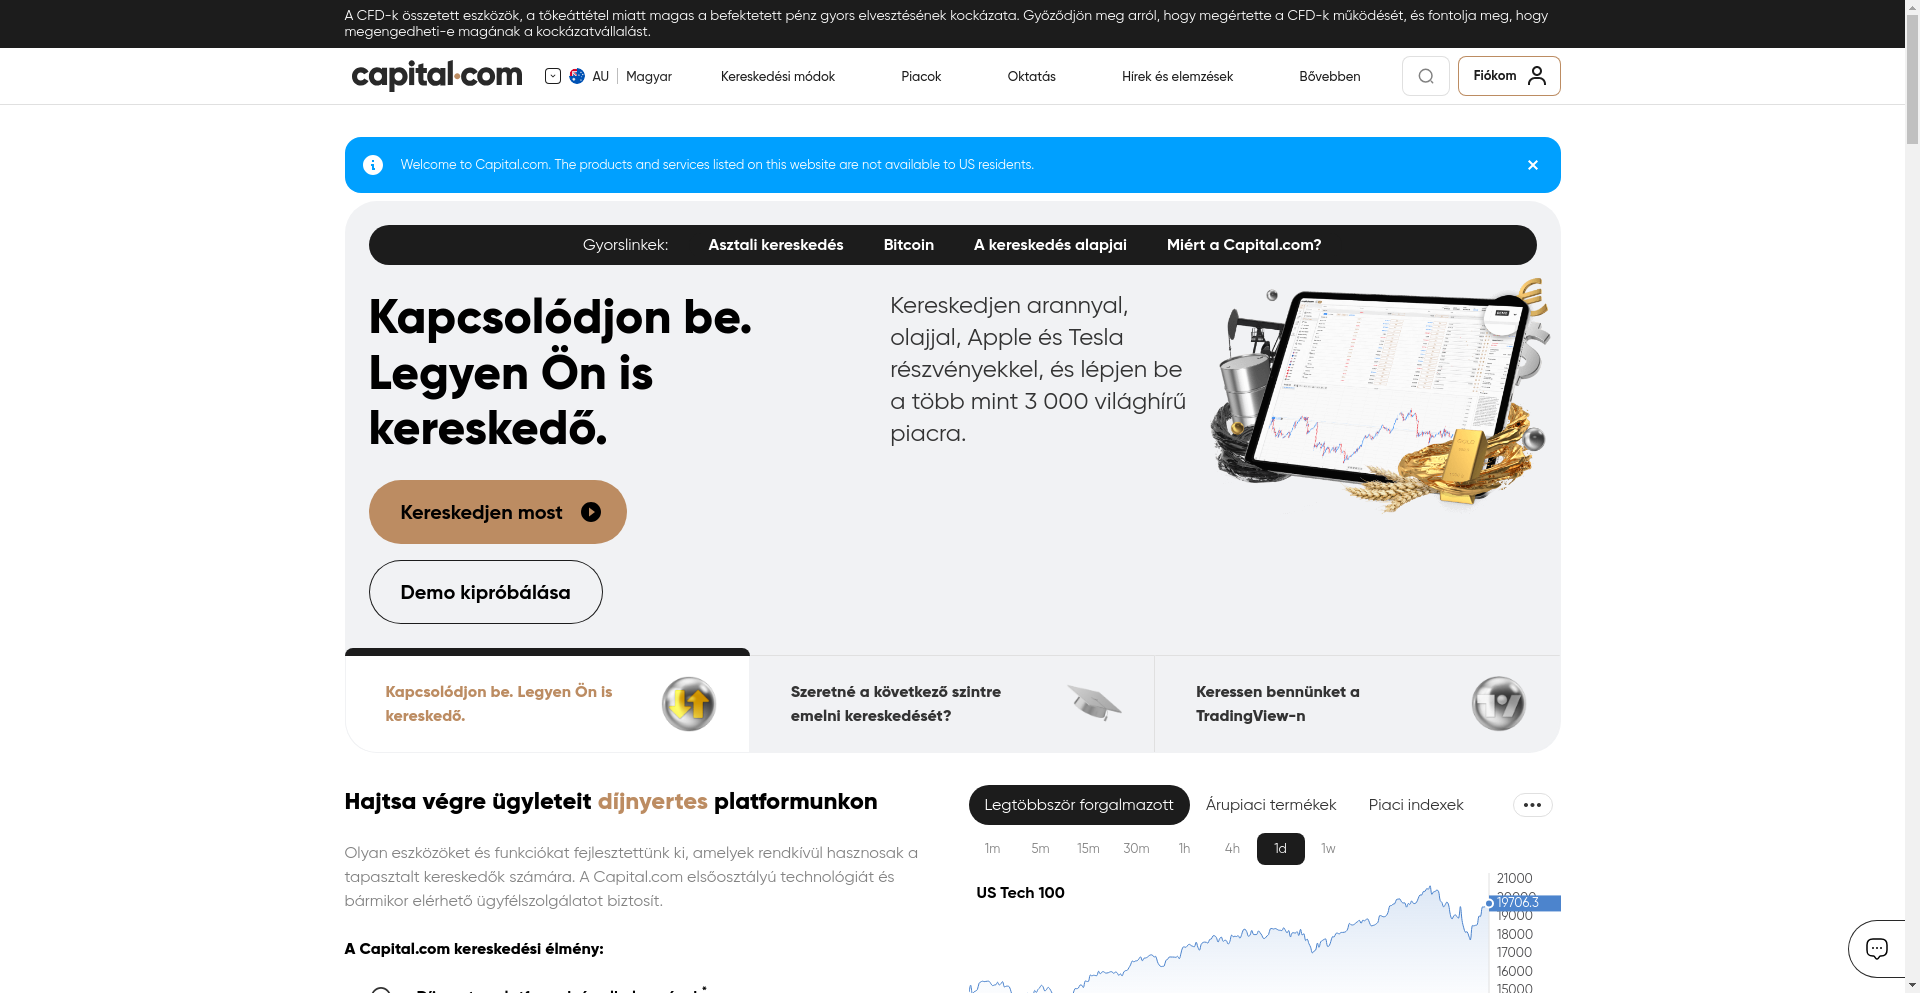 A CFD-k összetett eszközök, a tőkeáttétel miatt magas a befektetett pénz gyors elvesztésének kockázata. Győződjön meg arról, hogy megértette a CFD-k működését, és fontolja meg, hogy
megengedheti-e magának a kockázatvállalást.
capital.com
AU
Magyar
Kereskedési módok
Piacok
Oktatás
Hírek és elemzések
Bővebben
Fiókom
Welcome to Capital.com. The products and services listed on this website are not available to US residents.
Gyorslinkek:
Asztali kereskedés
Bitcoin
A kereskedés alapjai
Miért a Capital.com?
Kapcsolódjon be.
Legyen Ön is
kereskedő.
Kereskedjen arannyal,
olajjal, Apple és Tesla
részvényekkel, és lépjen be
a több mint 3 000 világhírű
piacra.
Kereskedjen most
Demo kipróbálása
Kapcsolódjon be. Legyen Ön is
kereskedő.
Szeretné a következő szintre
emelni kereskedését?
Keressen bennünket a
TradingView-n
Hajtsa végre ügyleteit díjnyertes platformunkon
Olyan eszközöket és funkciókat fejlesztettünk ki, amelyek rendkívül hasznosak a
tapasztalt kereskedők számára. A Capital.com elsőosztályú technológiát és
bármikor elérhető ügyfélszolgálatot biztosít.
A Capital.com kereskedési élmény:
Legtöbbször forgalmazott
Árupiaci termékek
Piaci indexek
1m
5m
15m
30m
1h
4h
1d
1w
US Tech 100
21000
20000
19706.3
19000
18000
17000
16000
15000